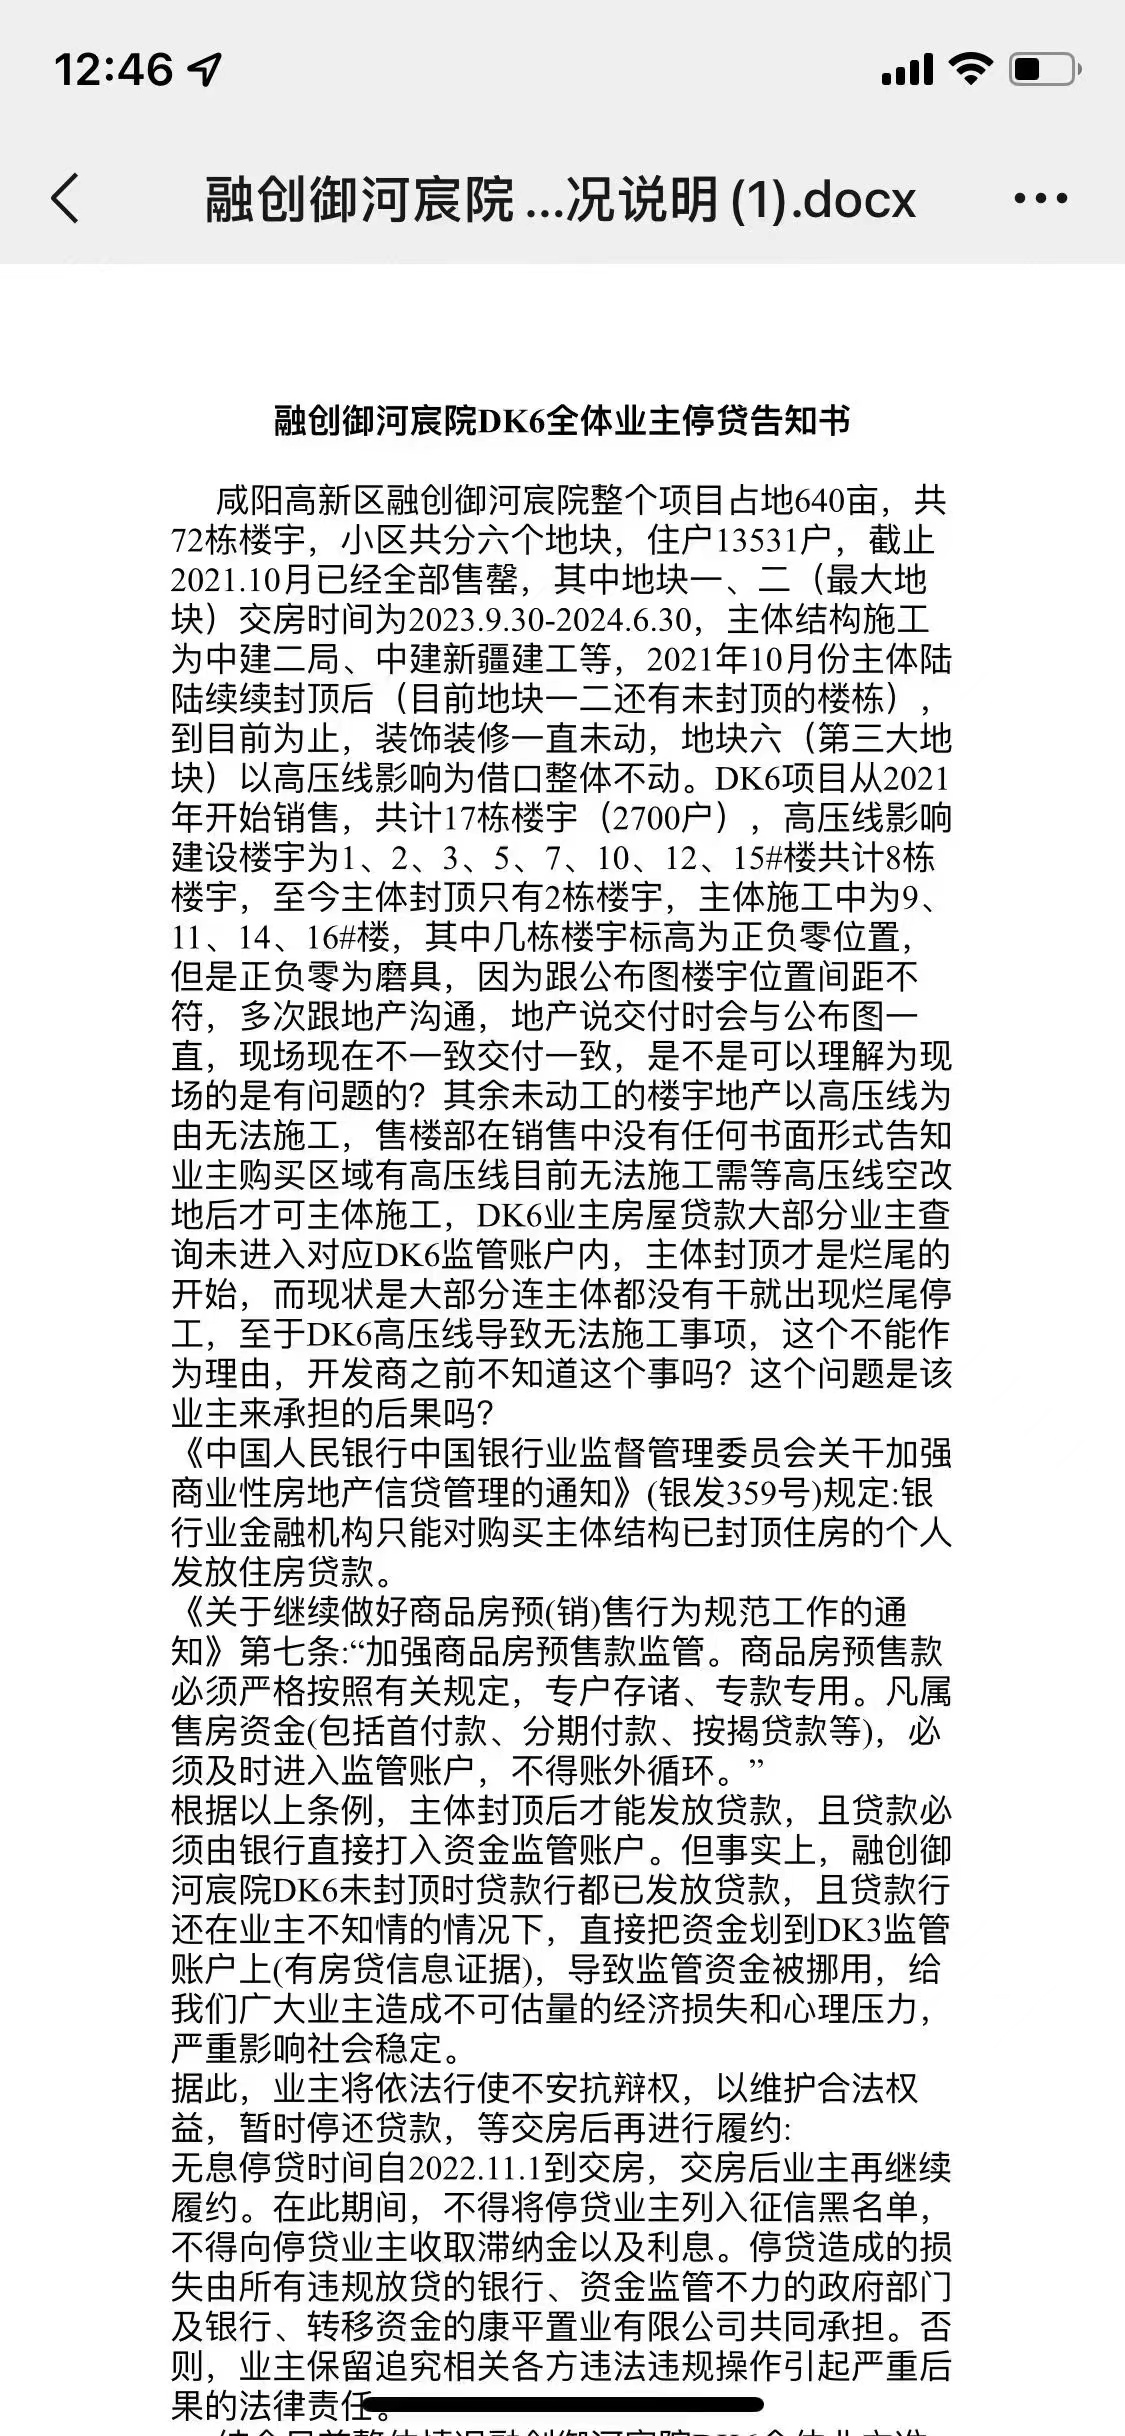 12:46
融创御河宸院...况说明(1).docx
融创御河宸院DK6全体业主停贷告知书
咸阳高新区融创御河宸院整个项目占地640亩，共
72栋楼宇，小区共分六个地块，住户13531户，截止
2021.10月已经全部售罄，其中地块一、二（最大地
块）交房时间为2023.9.30-2024.6.30，主体结构施工
为中建二局、中建新疆建工等，2021年10月份主体陆
陆续续封顶后（目前地块一二还有未封顶的楼栋），
到目前为止，装饰装修一直未动，地块六（第三大地
块）以高压线影响为借口整体不动。DK6项目从2021
年开始销售，共计17栋楼宇（2700户），高压线影响
建设楼宇为1、2、3、5、7、10、12、15#楼共计8栋
楼宇，至今主体封顶只有2栋楼宇，主体施工中为9、
11、14、16#楼，其中几栋楼宇标高为正负零位置，
但是正负零为磨具，因为跟公布图楼宇位置间距不
符，多次跟地产沟通，地产说交付时会与公布图一
直，现场现在不一致交付一致，是不是可以理解为现
场的是有问题的？其余未动工的楼宇地产以高压线为
由无法施工，售楼部在销售中没有任何书面形式告知
业主购买区域有高压线目前无法施工需等高压线空改
地后才可主体施工，DK6业主房屋贷款大部分业主查
询未进入对应DK6监管账户内，主体封顶才是烂尾的
开始，而现状是大部分连主体都没有干就出现烂尾停
工，至于DK6高压线导致无法施工事项，这个不能作
为理由，开发商之前不知道这个事吗？这个问题是该
业主来承担的后果吗？
《中国人民银行中国银行业监督管理委员会关干加强
商业性房地产信贷管理的通知》(银发359号)规定:银
行业金融机构只能对购买主体结构已封顶住房的个人
发放住房贷款。
《关于继续做好商品房预(销)售行为规范工作的通
知》第七条:“加强商品房预售款监管。商品房预售款
必须严格按照有关规定，专户存诸、专款专用。凡属
售房资金(包括首付款、分期付款、按揭贷款等)，必
须及时进入监管账户，不得账外循环。”
根据以上条例，主体封顶后才能发放贷款，且贷款必
须由银行直接打入资金监管账户。但事实上，融创御
河宸院DK6未封顶时贷款行都已发放贷款，且贷款行
还在业主不知情的情况下，直接把资金划到DK3监管
账户上(有房贷信息证据)，导致监管资金被挪用，给
我们广大业主造成不可估量的经济损失和心理压力，
严重影响社会稳定。
据此，业主将依法行使不安抗辩权，以维护合法权
益，暂时停还贷款，等交房后再进行履约:
无息停贷时间自2022.11.1到交房，交房后业主再继续
履约。在此期间，不得将停贷业主列入征信黑名单，
不得向停贷业主收取滞纳金以及利息。停贷造成的损
失由所有违规放贷的银行、资金监管不力的政府部门
及银行、转移资金的康平置业有限公司共同承担。否
则，业主保留追究相关各方违法违规操作引起严重后
果的法律责任。